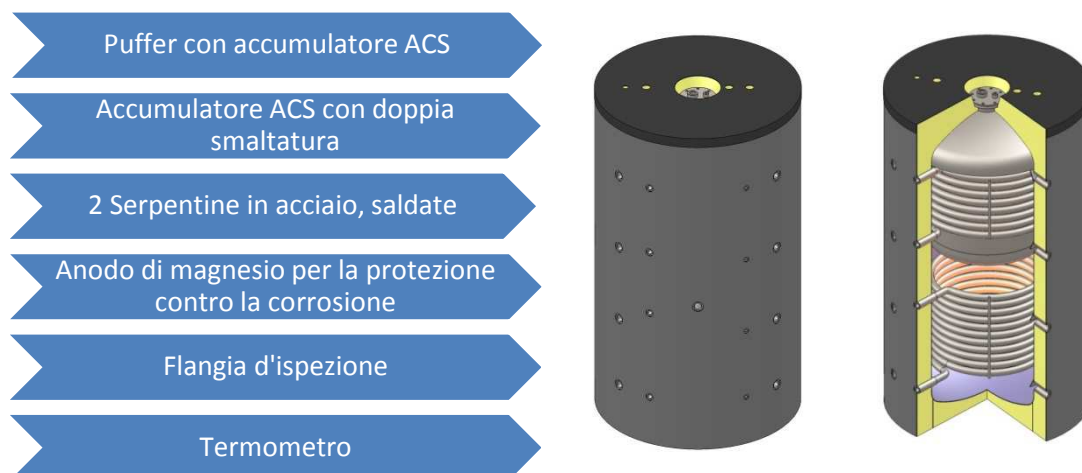 Puffer con accumulatore ACS
Accumulatore ACS con doppia
smaltatura
2 Serpentine in acciaio, saldate
Anodo di magnesio per la protezione
contro la corrosione
Flangia d'ispezione
Termometro